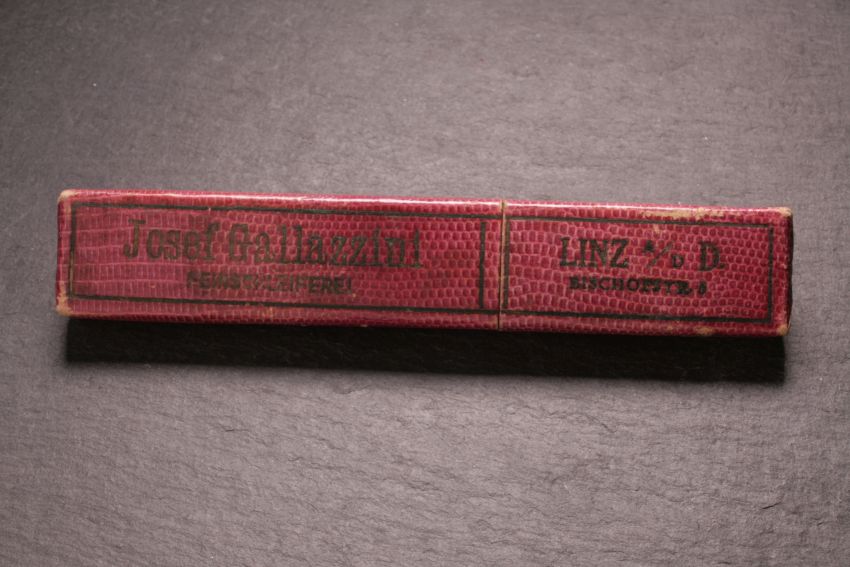 Josef Gallazzini
FEINSCHLEIFEREI
LINZ a/D D.
BISCHOFSTR. 8